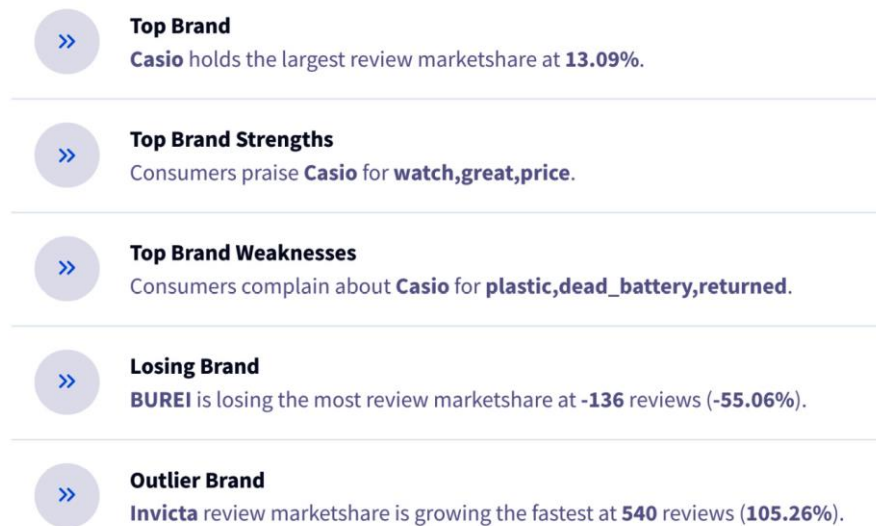 Top Brand
Casio holds the largest review marketshare at 13.09%.
Top Brand Strengths
Consumers praise Casio for watch,great,price.
Top Brand Weaknesses
Consumers complain about Casio for plastic,dead_battery,returned.
Losing Brand
BUREI is losing the most review marketshare at -136 reviews (-55.06%).
Outlier Brand
Invicta review marketshare is growing the fastest at 540 reviews (105.26%).